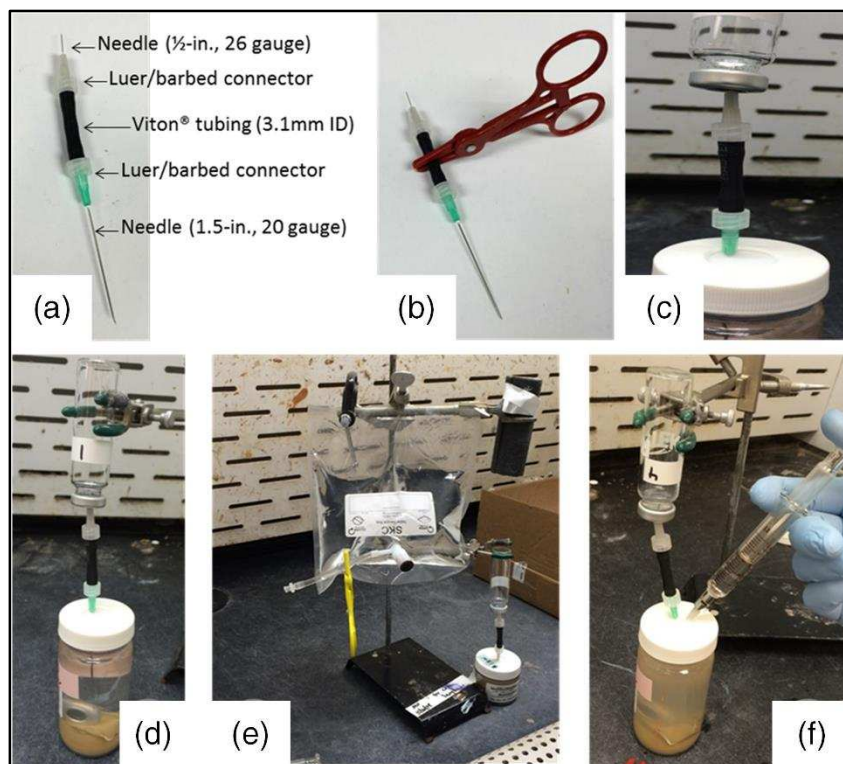 Needle (½-in., 26 gauge)
Luer/barbed connector
Viton® tubing (3.1mm ID)
Luer/barbed connector
Needle (1.5-in., 20 gauge)
(a)
(b)
(c)
1
(d)
SKC
(e)
4
(f)